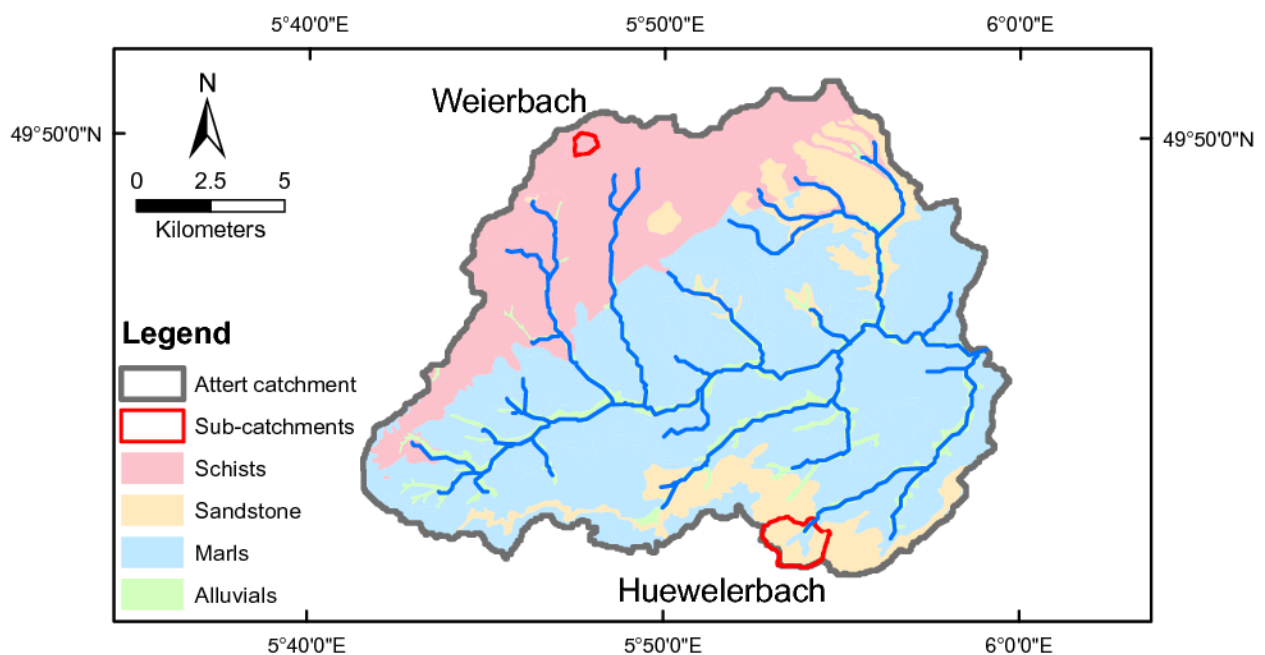 5°40'0"E 5°50'0"E 6°0'0"E
Weierbach
N
49°50'0"N 49°50'0"N
0 2.5 5
Kilometers
Legend
Attert catchment
Sub-catchments
Schists
Sandstone
Marls
Alluvials
Huewelerbach
5°40'0"E 5°50'0"E 6°0'0"E